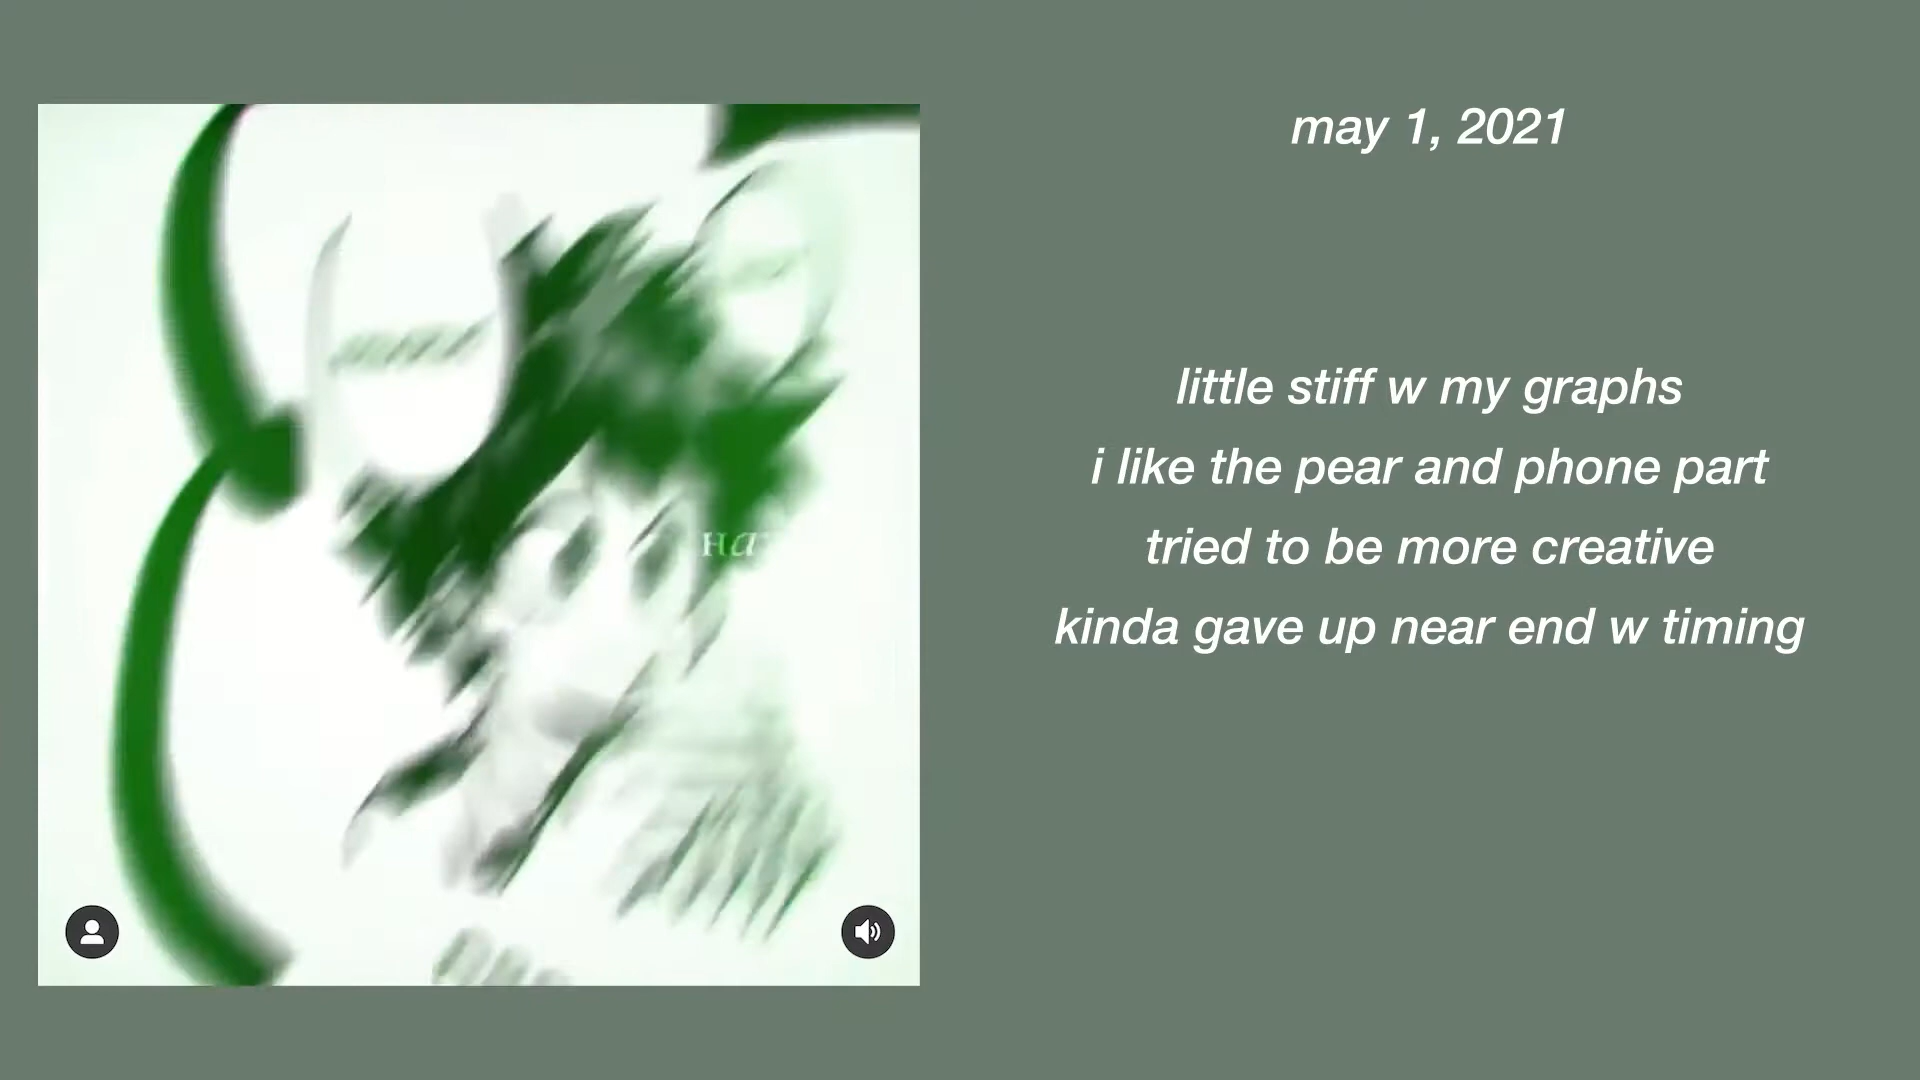 may 1, 2021
little stiff w my graphs
i like the pear and phone part
tried to be more creative
kinda gave up near end w timing